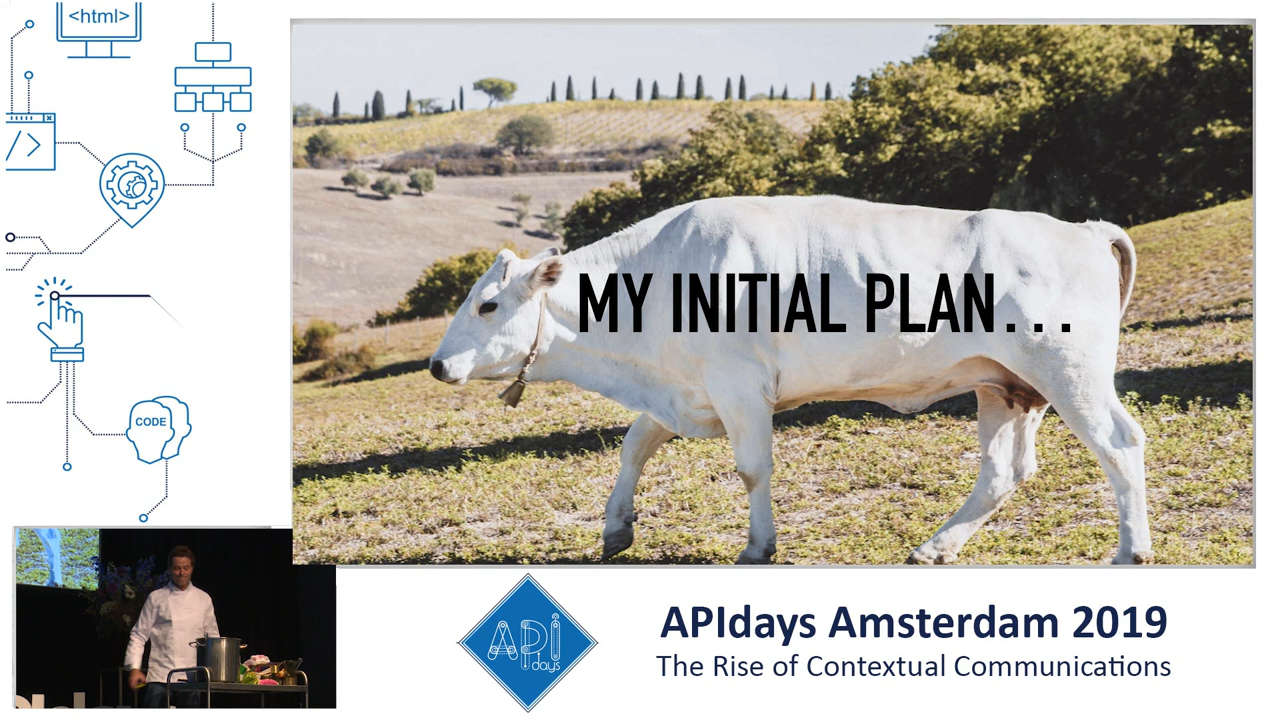 <html>
</>
CODE
MY INITIAL PLAN...
API
days
APIdays Amsterdam 2019
The Rise of Contextual Communications